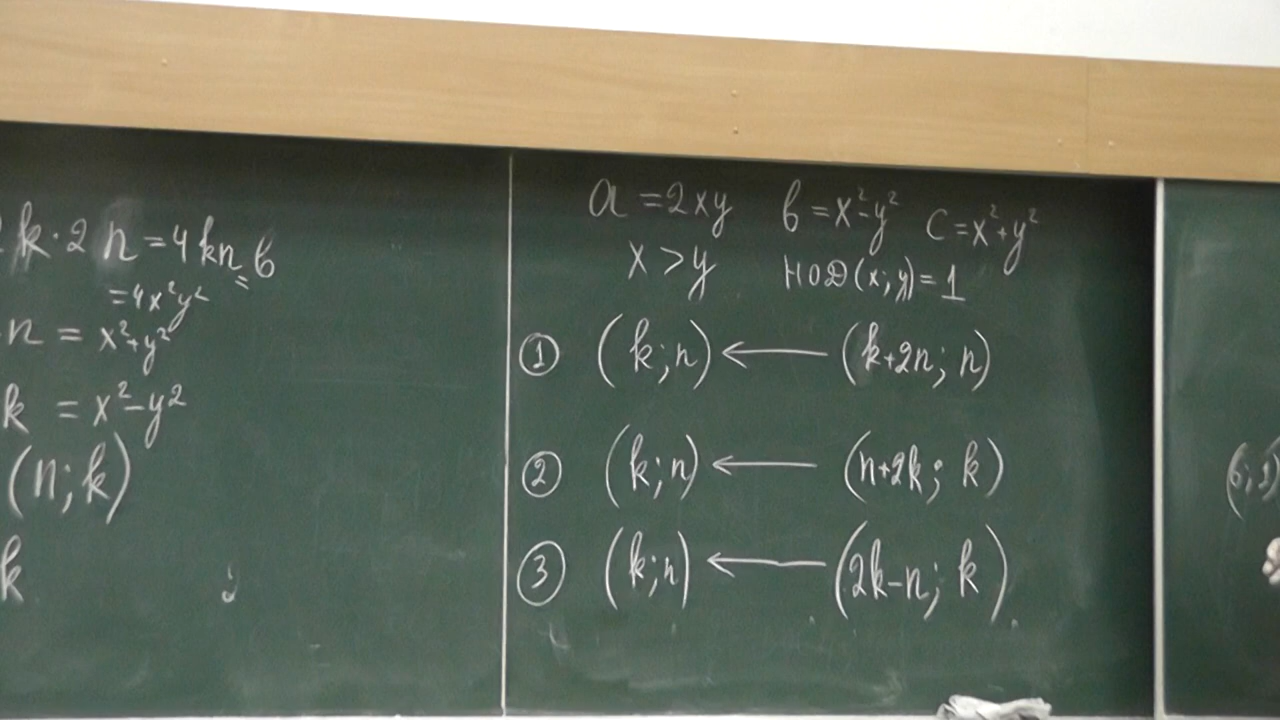 k·2n = 4kn = b
= 4x²y²
n = x²+y²
k = x²-y²
(n; k)
k
a = 2xy b = x²-y² c = x²+y²
x > y НОД(x; y) = 1
① (k; n) ← (k+2n; n)
② (k; n) ← (n+2k; k)
③ (k; n) ← (2k-n; k)